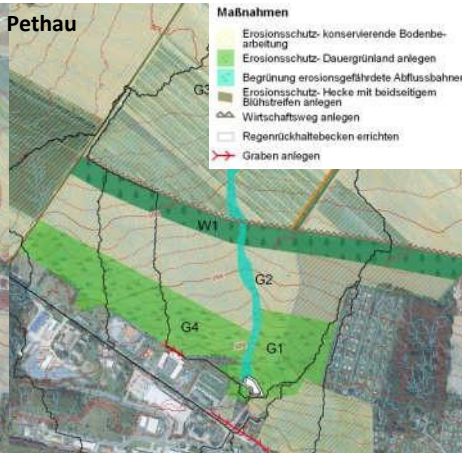 Pethau
Maßnahmen
Erosionsschutz- konservierende Bodenbe-
arbeitung
Erosionsschutz- Dauergrünland anlegen
Begrünung erosionsgefährdete Abflussbahnen
Erosionsschutz- Hecke mit beidseitigem
Blühstreifen anlegen
Wirtschaftsweg anlegen
Regenrückhaltebecken errichten
Graben anlegen
G3
W1
G2
G4
G1